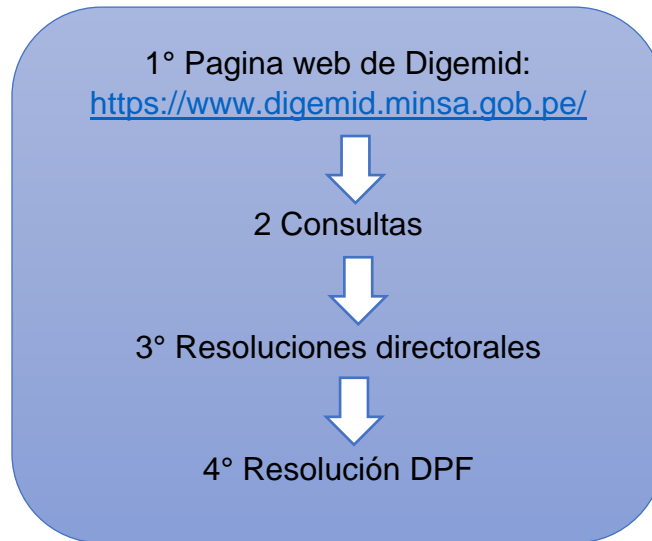 1° Pagina web de Digemid:
https://www.digemid.minsa.gob.pe/
2 Consultas
3° Resoluciones directorales
4° Resolución DPF